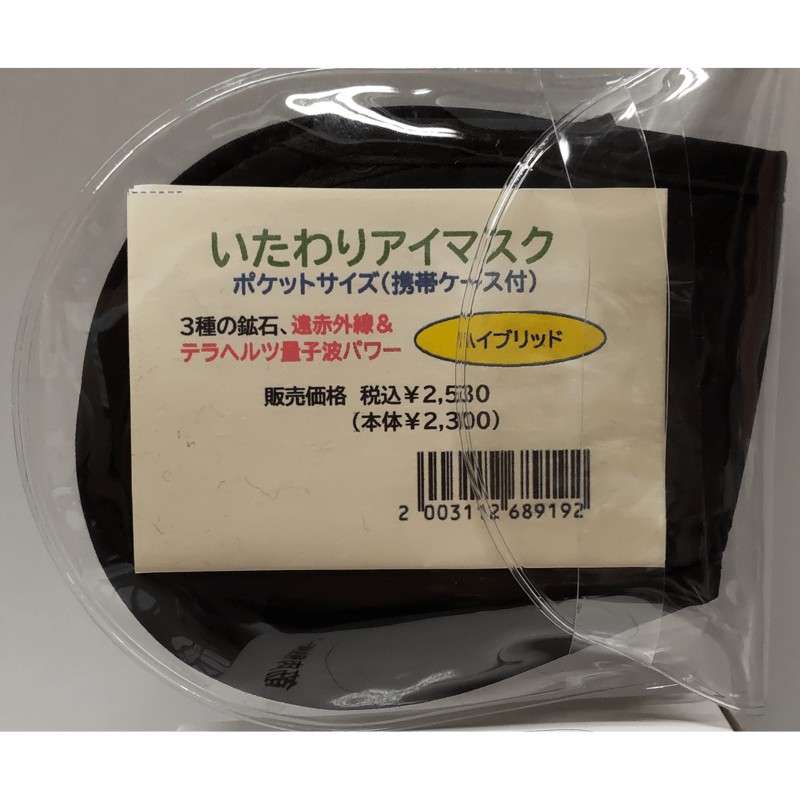 いたわりアイマスク
ポケットサイズ(携帯ケース付)
3種の鉱石、遠赤外線&
テラヘルツ量子波パワー
ハイブリッド
販売価格 税込¥2,530
(本体¥2,300)
2 003112 689192